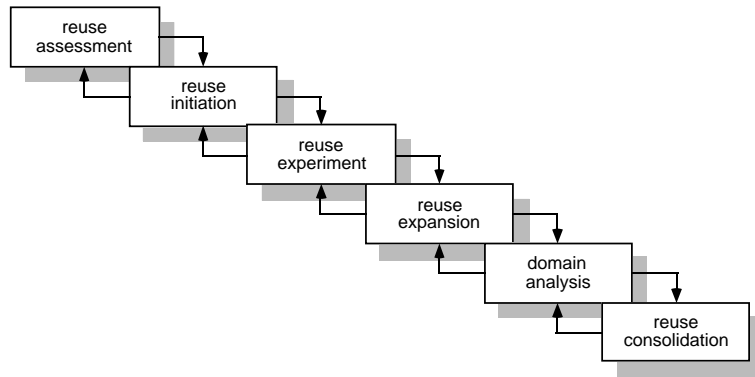 reuse
assessment
reuse
initiation
reuse
experiment
reuse
expansion
domain
analysis
reuse
consolidation